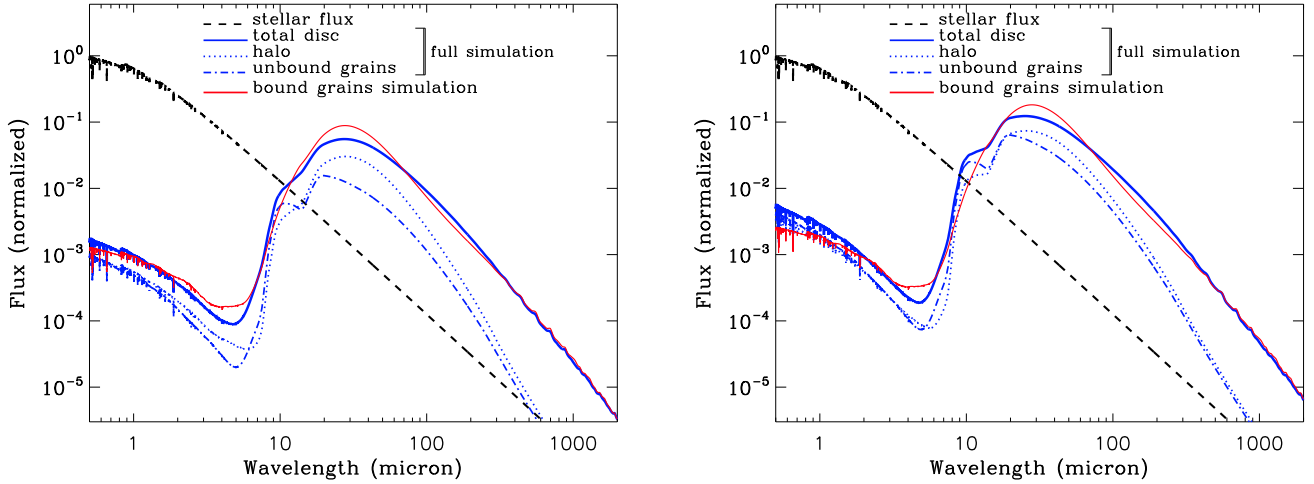 stellar flux
total disc
halo
full simulation
unbound grains
bound grains simulation
10^0
10^-1
10^-2
10^-3
10^-4
10^-5
Flux (normalized)
1
10
100
1000
Wavelength (micron)
stellar flux
total disc
halo
full simulation
unbound grains
bound grains simulation
10^0
10^-1
10^-2
10^-3
10^-4
10^-5
Flux (normalized)
1
10
100
1000
Wavelength (micron)